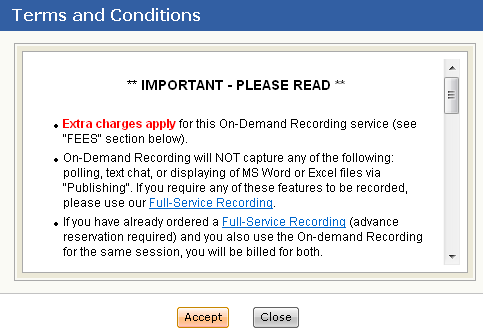 Terms and Conditions
** IMPORTANT - PLEASE READ **
• Extra charges apply for this On-Demand Recording service (see
"FEES" section below).
• On-Demand Recording will NOT capture any of the following:
polling, text chat, or displaying of MS Word or Excel files via
"Publishing". If you require any of these features to be recorded,
please use our Full-Service Recording.
• If you have already ordered a Full-Service Recording (advance
reservation required) and you also use the On-demand Recording
for the same session, you will be billed for both.
Accept Close